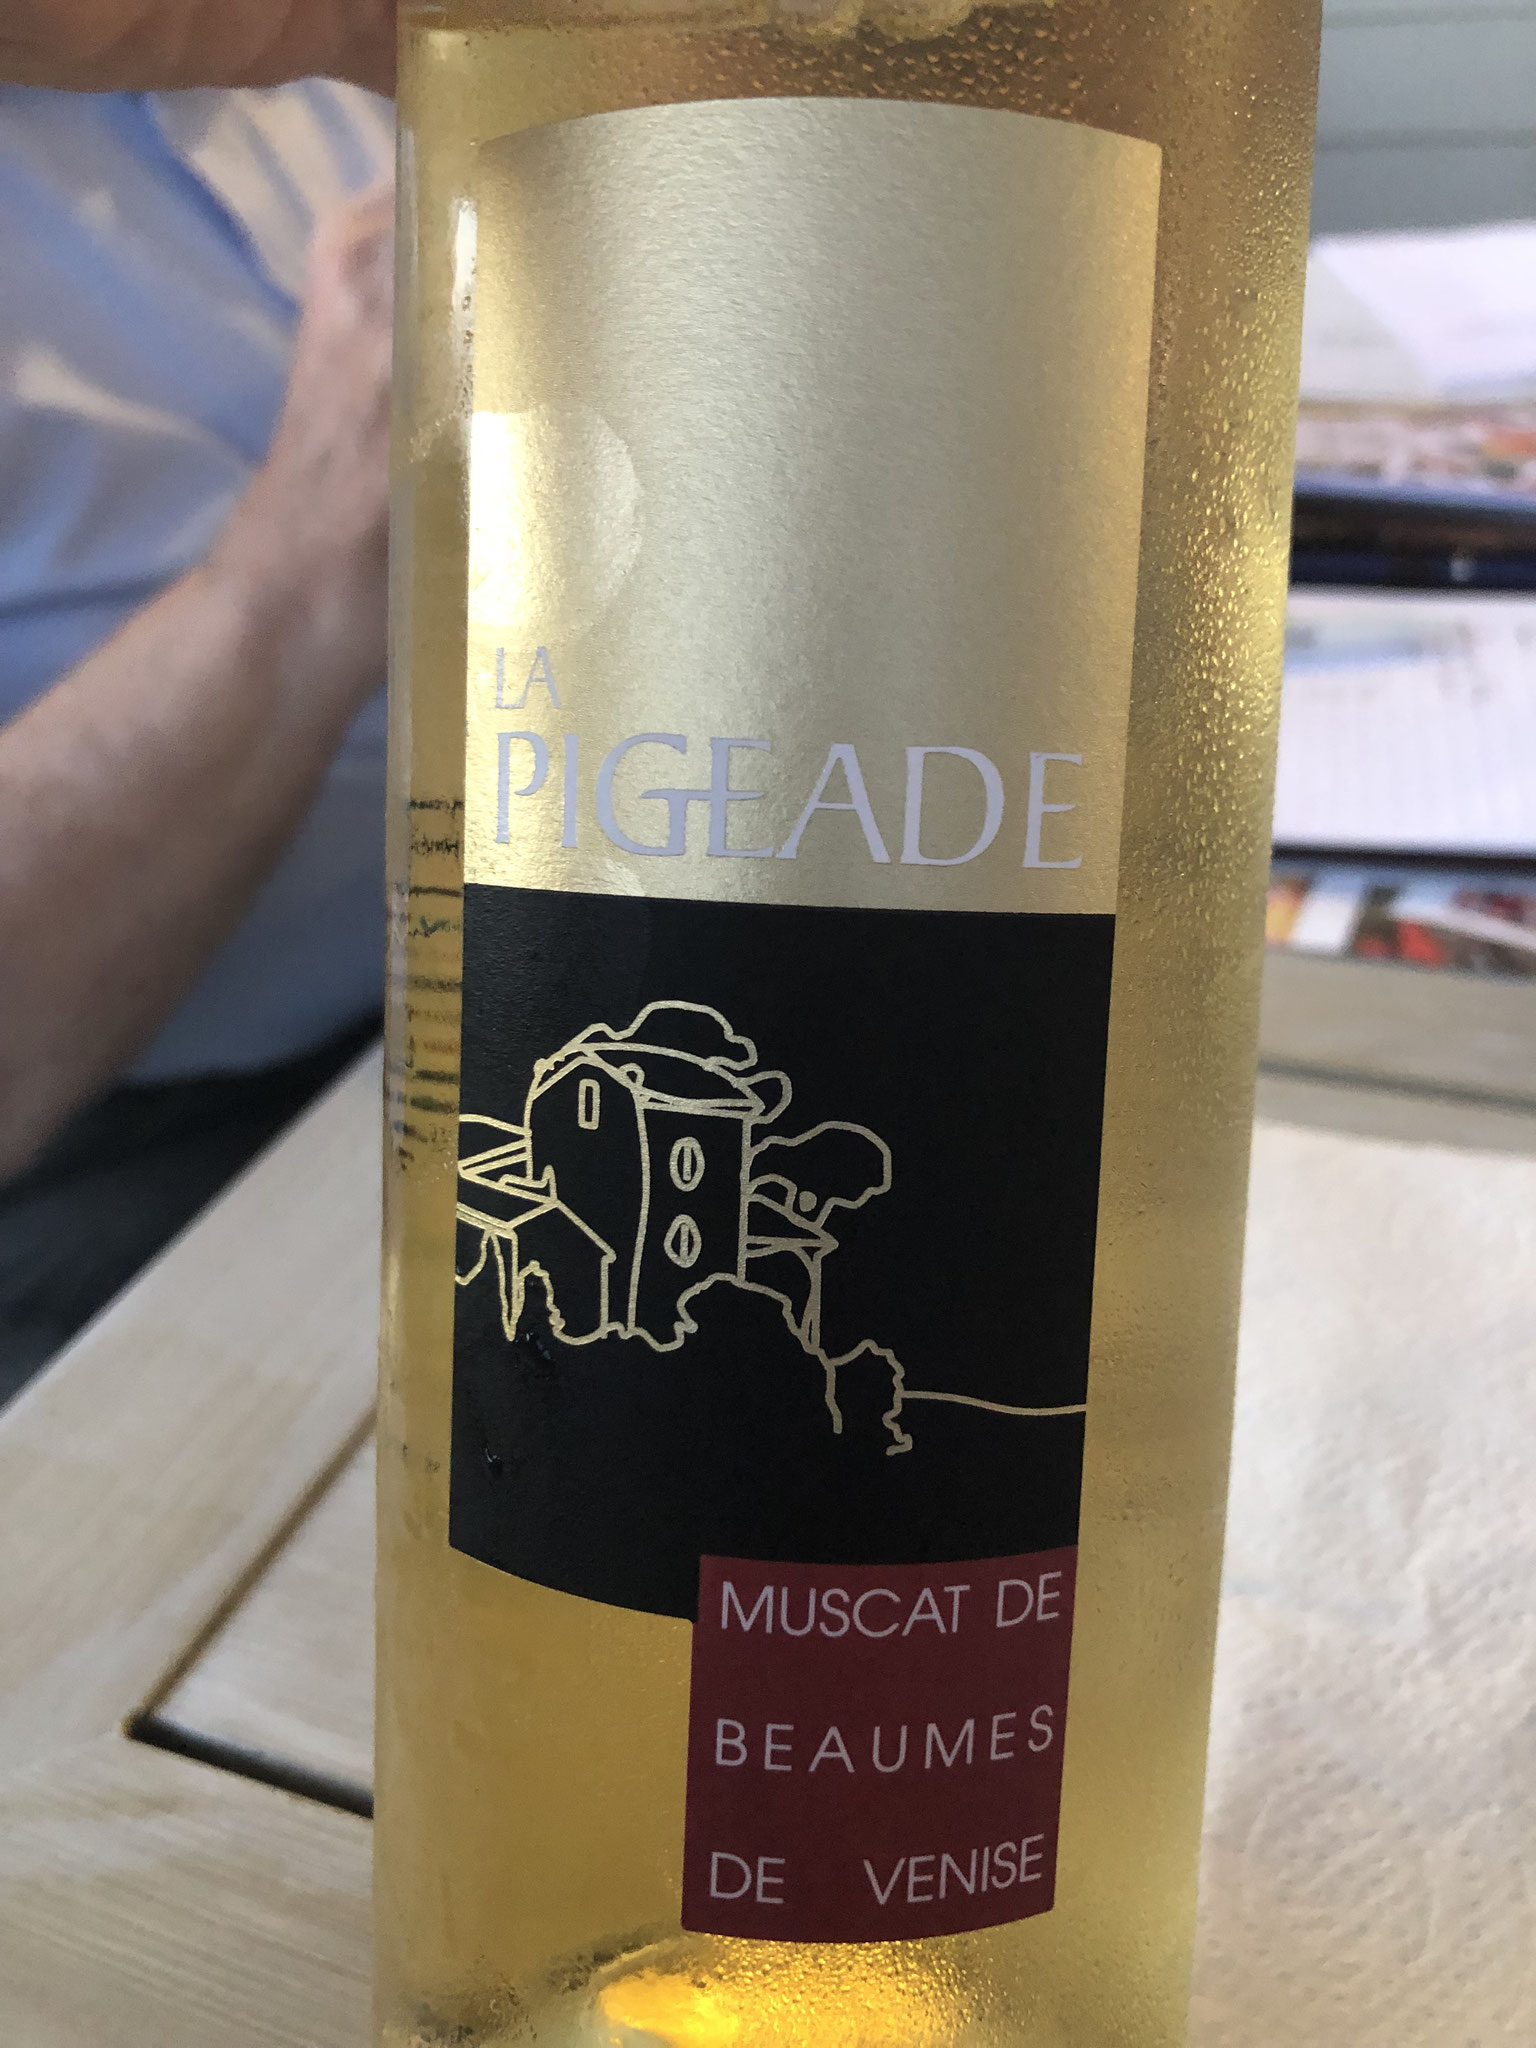 LA
PIGEADE
MUSCAT DE
BEAUMES
DE VENISE